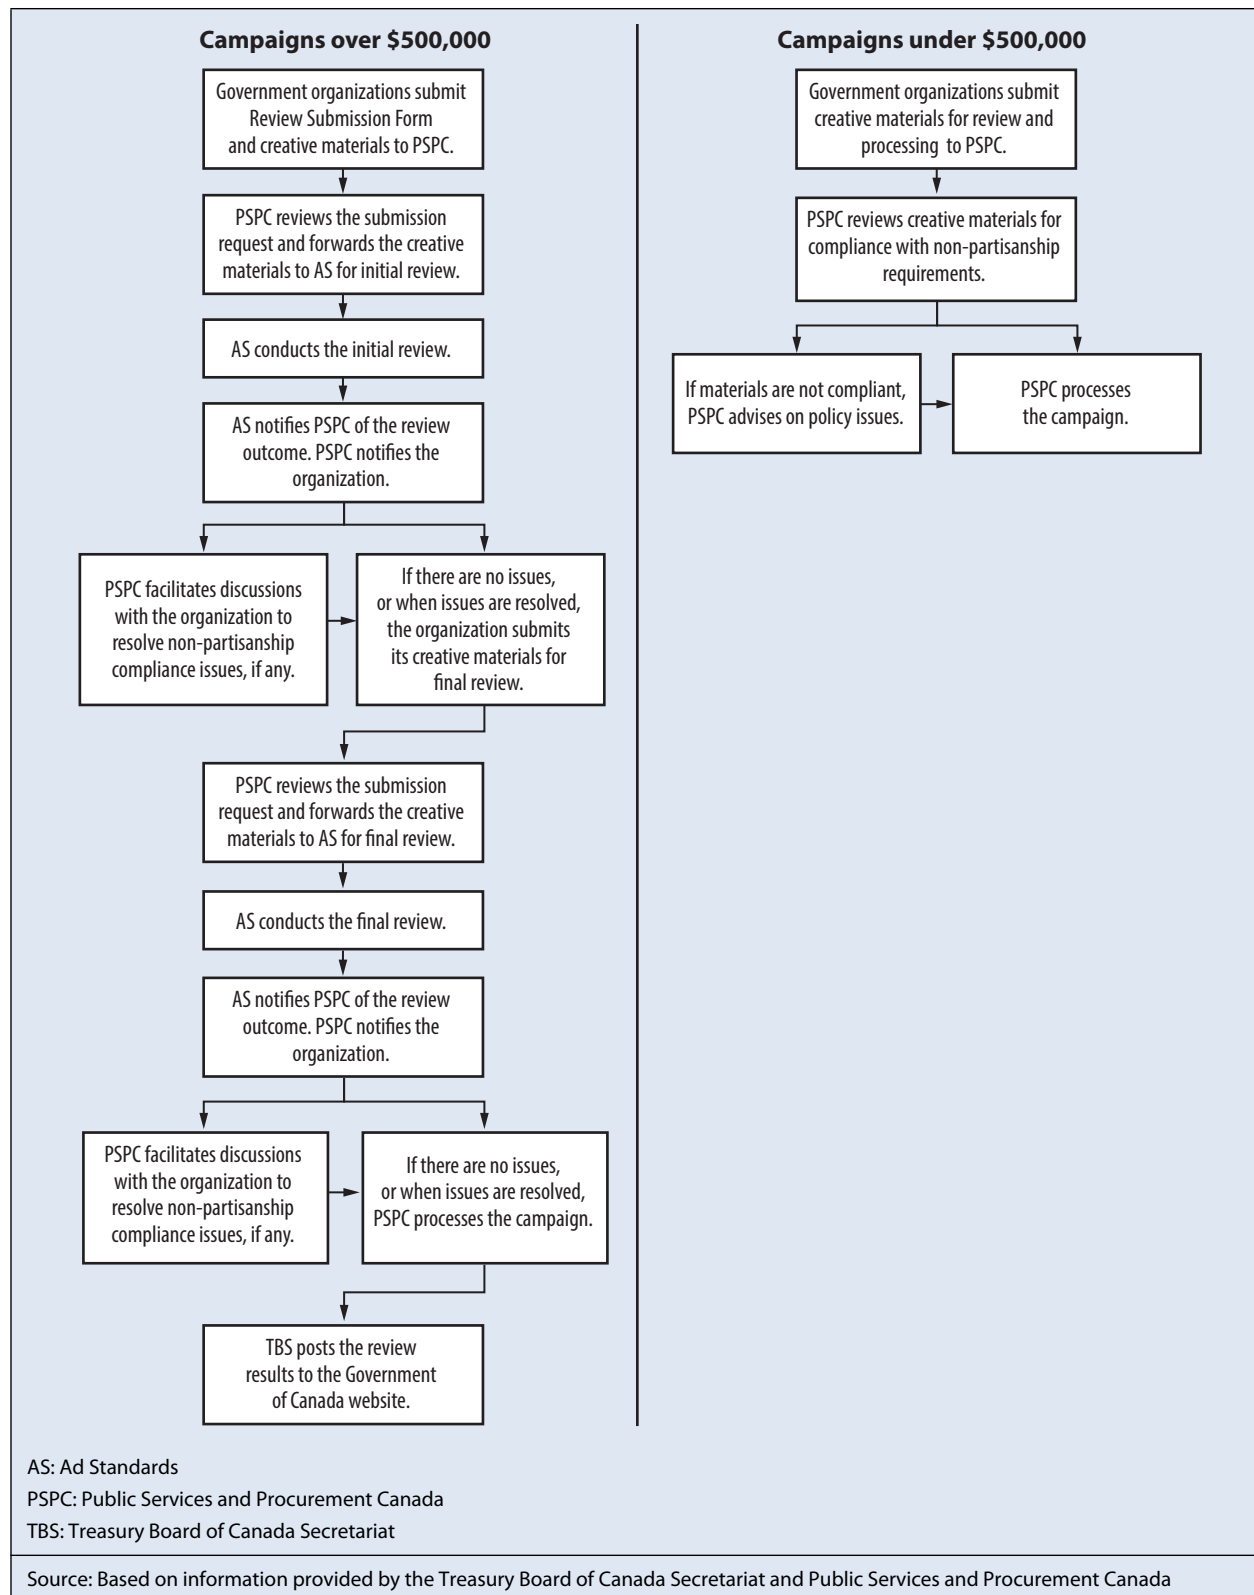 Campaigns over $500,000
Government organizations submit
Review Submission Form
and creative materials to PSPC.
PSPC reviews the submission
request and forwards the creative
materials to AS for initial review.
AS conducts the initial review.
AS notifies PSPC of the review
outcome. PSPC notifies the
organization.
PSPC facilitates discussions
with the organization to
resolve non-partisanship
compliance issues, if any.
If there are no issues,
or when issues are resolved,
the organization submits
its creative materials for
final review.
PSPC reviews the submission
request and forwards the creative
materials to AS for final review.
AS conducts the final review.
AS notifies PSPC of the review
outcome. PSPC notifies the
organization.
PSPC facilitates discussions
with the organization to
resolve non-partisanship
compliance issues, if any.
If there are no issues,
or when issues are resolved,
PSPC processes the campaign.
TBS posts the review
results to the Government
of Canada website.
Campaigns under $500,000
Government organizations submit
creative materials for review and
processing to PSPC.
PSPC reviews creative materials for
compliance with non-partisanship
requirements.
If materials are not compliant,
PSPC advises on policy issues.
PSPC processes
the campaign.
AS: Ad Standards
PSPC: Public Services and Procurement Canada
TBS: Treasury Board of Canada Secretariat
Source: Based on information provided by the Treasury Board of Canada Secretariat and Public Services and Procurement Canada